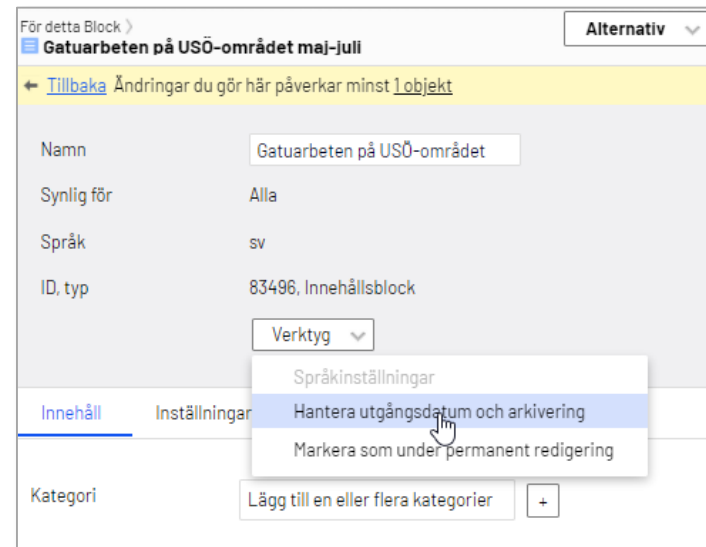 För detta Block 〉
Gatuarbeten på USÖ-området maj-juli
Alternativ
← Tillbaka Ändringar du gör här påverkar minst 1 objekt
Namn Gatuarbeten på USÖ-området
Synlig för Alla
Språk sv
ID, typ 83496, Innehållsblock
Verktyg
Språkinställningar
Innehåll Inställningar Hantera utgångsdatum och arkivering
Markera som under permanent redigering
Kategori Lägg till en eller flera kategorier +